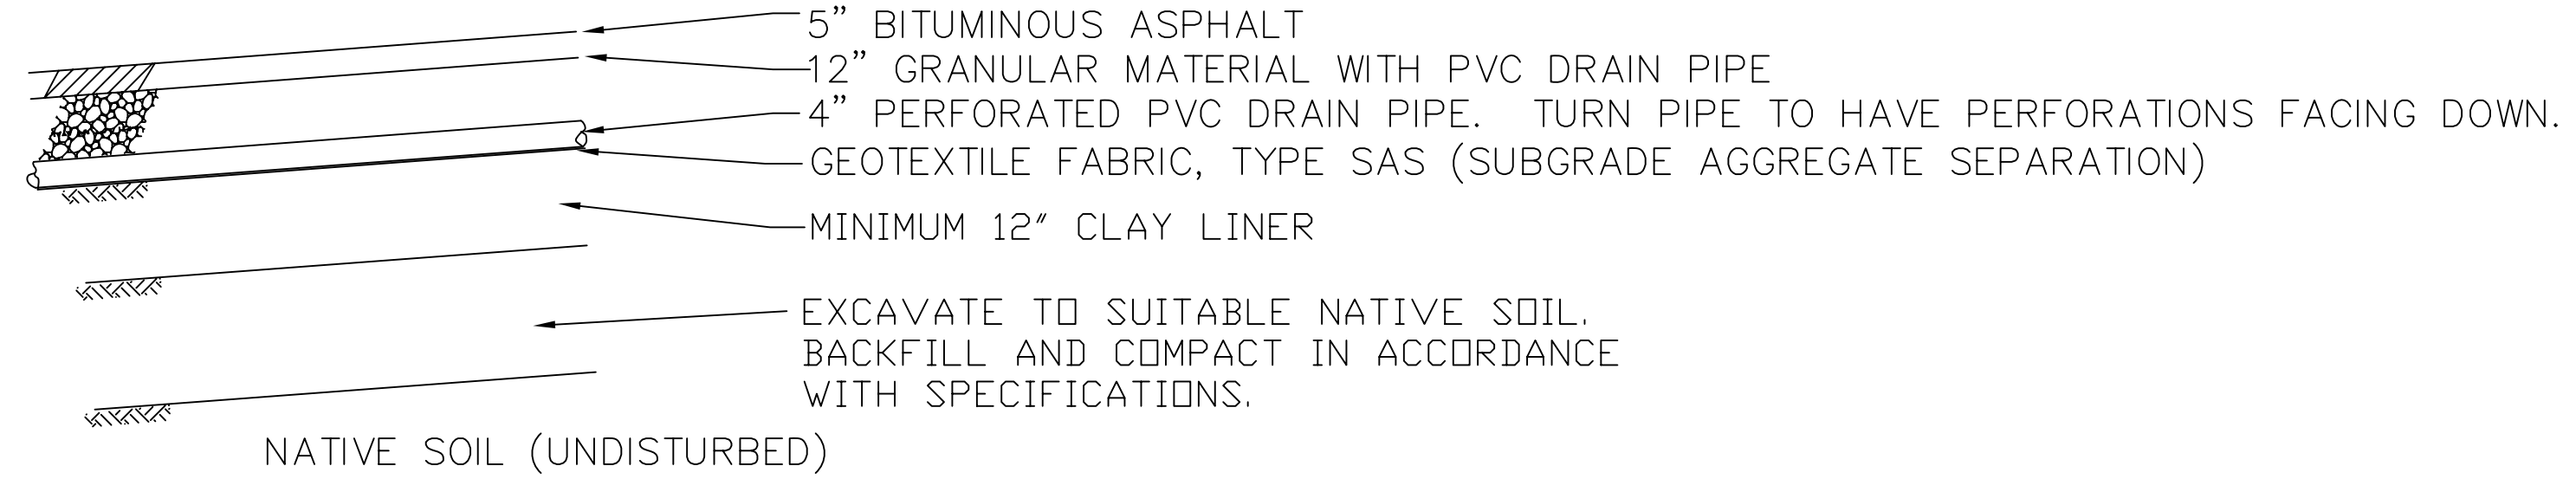 5” BITUMINOUS ASPHALT
12” GRANULAR MATERIAL WITH PVC DRAIN PIPE
4” PERFORATED PVC DRAIN PIPE.  TURN PIPE TO HAVE PERFORATIONS FACING DOWN.
GEOTEXTILE FABRIC, TYPE SAS (SUBGRADE AGGREGATE SEPARATION)
MINIMUM 12" CLAY LINER
EXCAVATE TO SUITABLE NATIVE SOIL.
BACKFILL AND COMPACT IN ACCORDANCE
WITH SPECIFICATIONS.
NATIVE SOIL (UNDISTURBED)